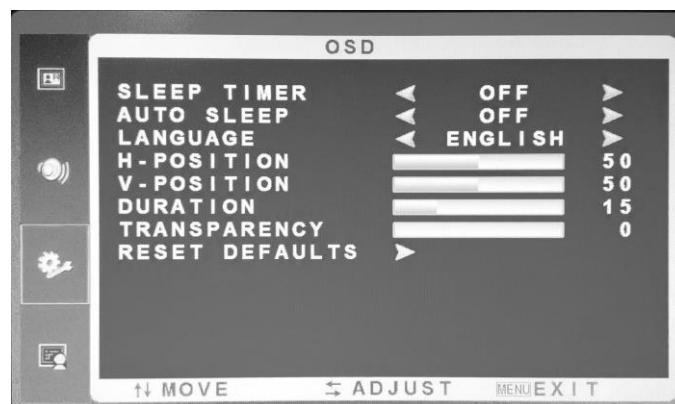 OSD
SLEEP TIMER OFF
AUTO SLEEP OFF
LANGUAGE ENGLISH
H-POSITION 50
V-POSITION 50
DURATION 15
TRANSPARENCY 0
RESET DEFAULTS
MOVE ADJUST MENU EXIT